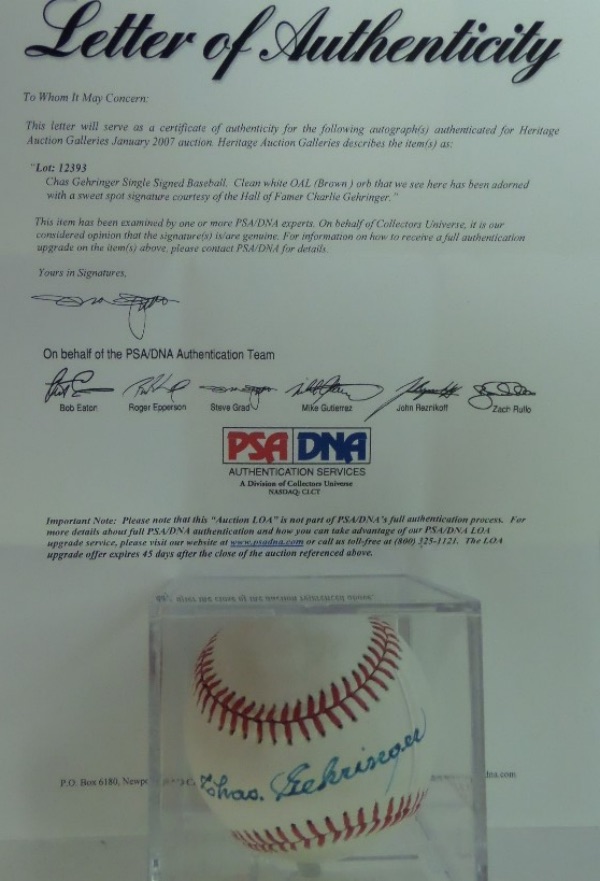 Letter of Authenticity
To Whom It May Concern:
This letter will serve as a certificate of authenticity for the following autograph(s) authenticated for Heritage
Auction Galleries January 2007 auction. Heritage Auction Galleries describes the item(s) as:
"Lot: 12393
Chas Gehringer Single Signed Baseball. Clean white OAL (Brown ) orb that we see here has been adorned
with a sweet spot signature courtesy of the Hall of Famer Charlie Gehringer."
This item has been examined by one or more PSA/DNA experts. On behalf of Collectors Universe, it is our
considered opinion that the signature(s) is/are genuine. For information on how to receive a full authentication
upgrade on the item(s) above, please contact PSA/DNA for details.
Yours in Signatures,
On behalf of the PSA/DNA Authentication Team
Bob Eaton Roger Epperson Steve Grad Mike Gutierrez John Reznikoff Zach Rullo
PSA DNA
AUTHENTICATION SERVICES
A Division of Collectors Universe
NASDAQ: CLCT
Important Note: Please note that this "Auction LOA" is not part of PSA/DNA's full authentication process. For
more details about full PSA/DNA authentication and how you can take advantage of our PSA/DNA LOA
upgrade service, please visit our website at www.psadna.com or call us toll-free at (800) 325-1121. The LOA
upgrade offer expires 45 days after the close of the auction referenced above.
P.O. Box 6180, Newp
Chas. Gehringer